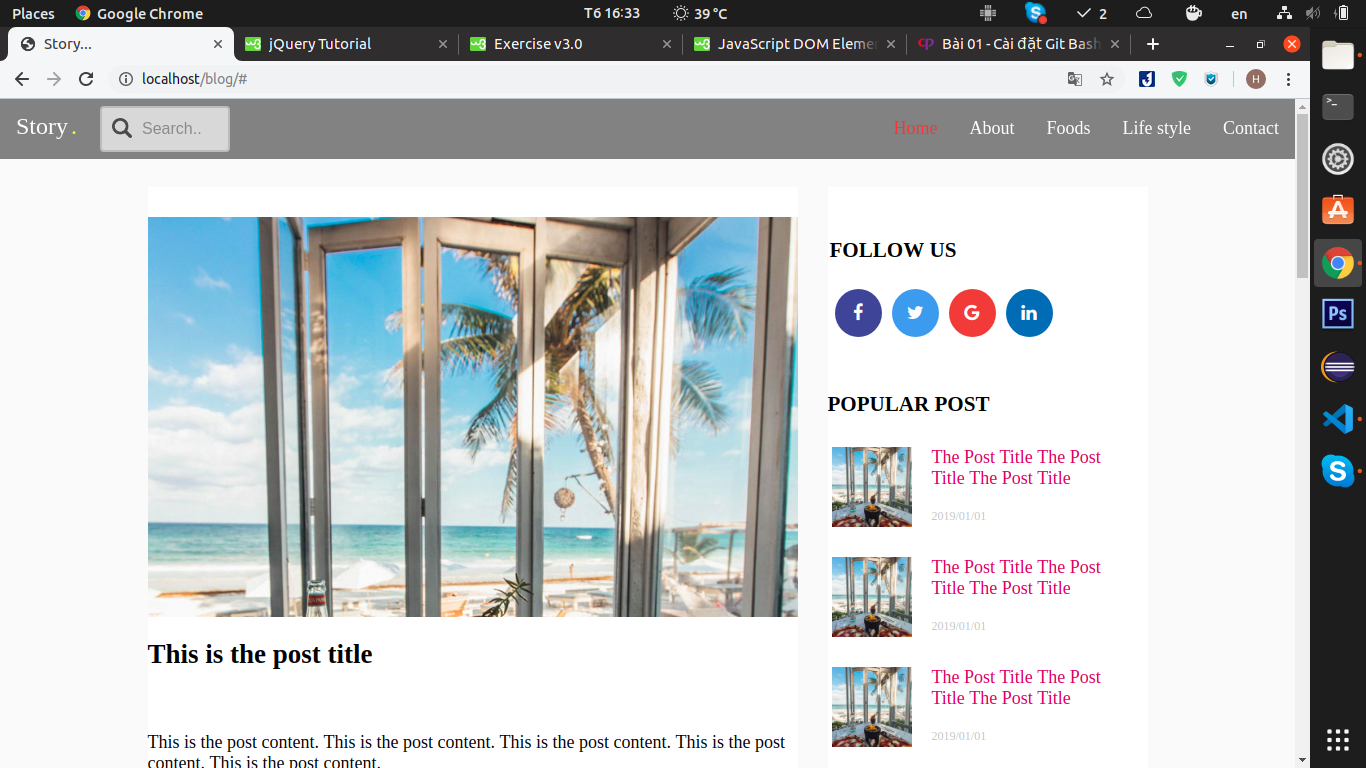 Places Google Chrome T6 16:33 39 °C 2 en
Story... jQuery Tutorial Exercise v3.0 JavaScript DOM Eleme Bài 01 - Cài đặt Git Bash
localhost/blog/# H
Story. Search.. Home About Foods Life style Contact
FOLLOW US
POPULAR POST
The Post Title The Post
Title The Post Title
2019/01/01
The Post Title The Post
Title The Post Title
2019/01/01
The Post Title The Post
Title The Post Title
2019/01/01
This is the post title
This is the post content. This is the post content. This is the post content. This is the post
content. This is the post content.
Ps